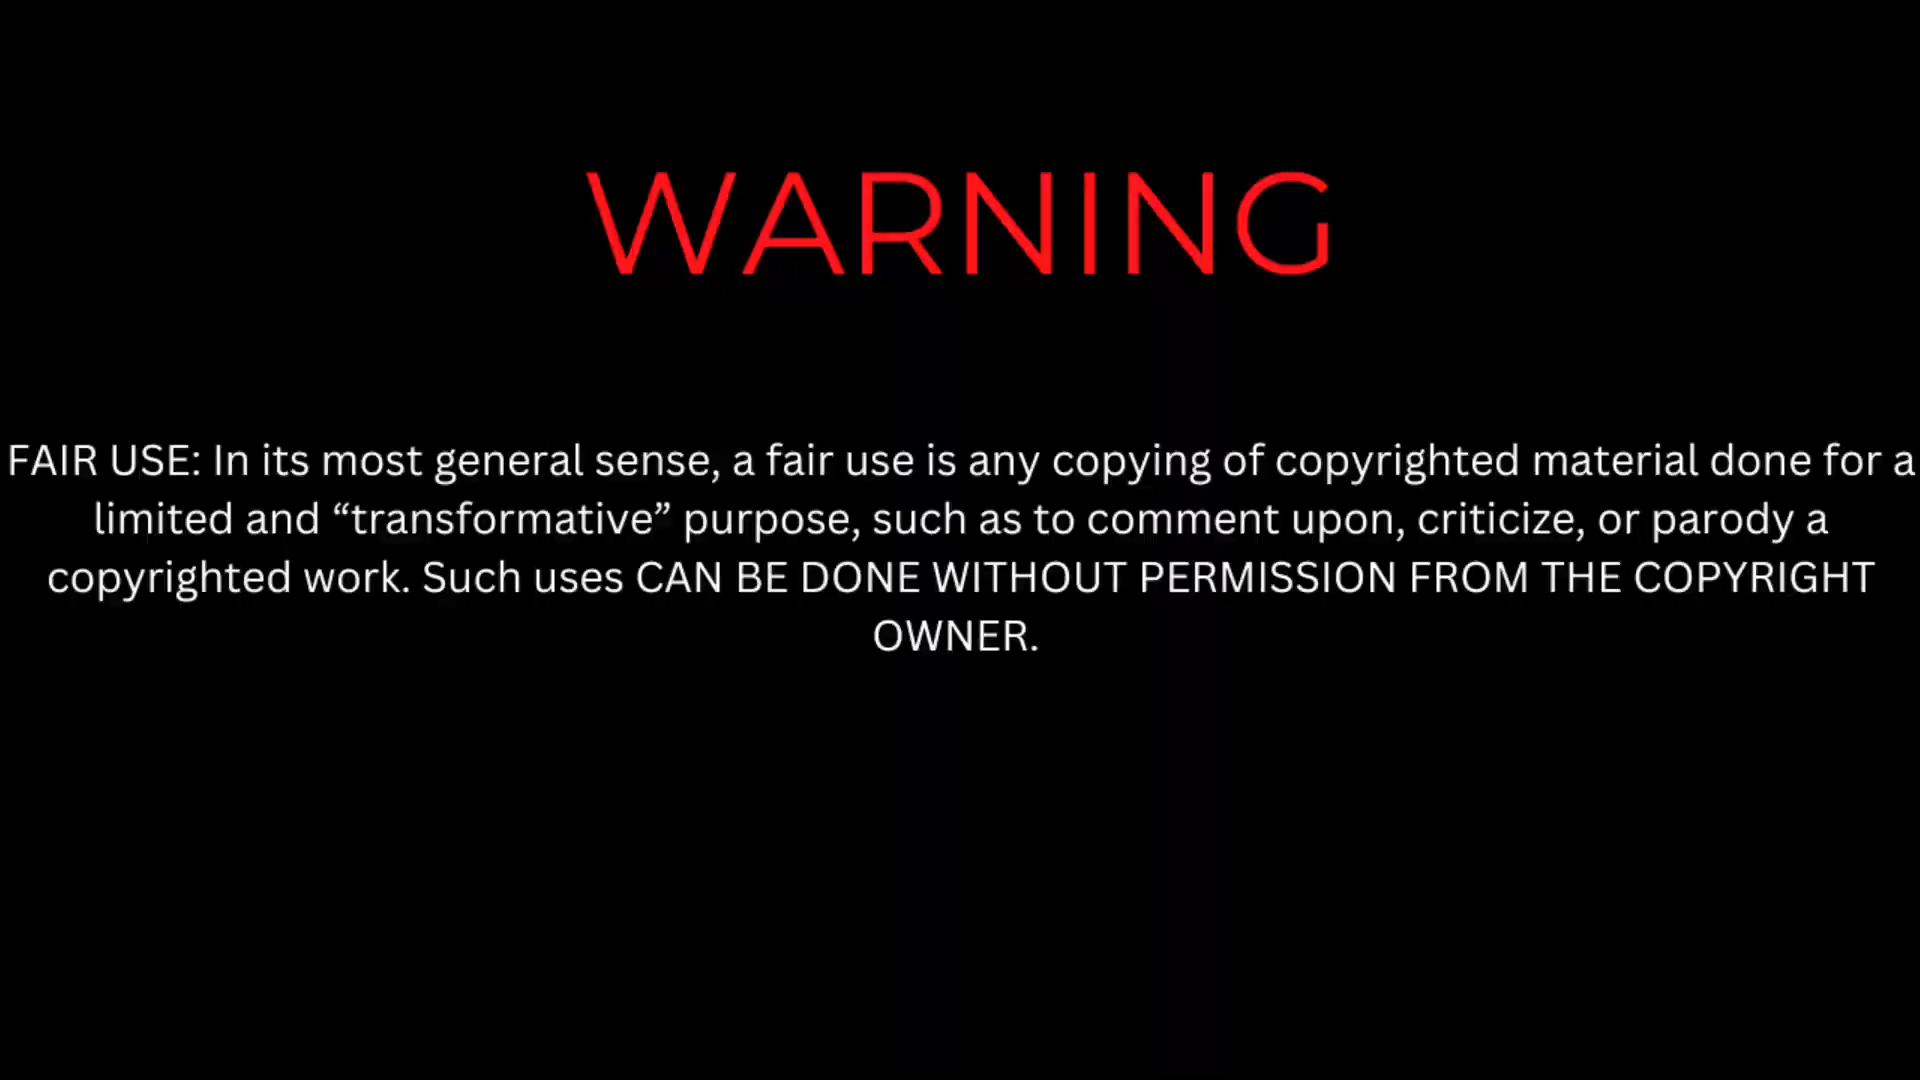 WARNING
FAIR USE: In its most general sense, a fair use is any copying of copyrighted material done for a
limited and “transformative” purpose, such as to comment upon, criticize, or parody a
copyrighted work. Such uses CAN BE DONE WITHOUT PERMISSION FROM THE COPYRIGHT
OWNER.